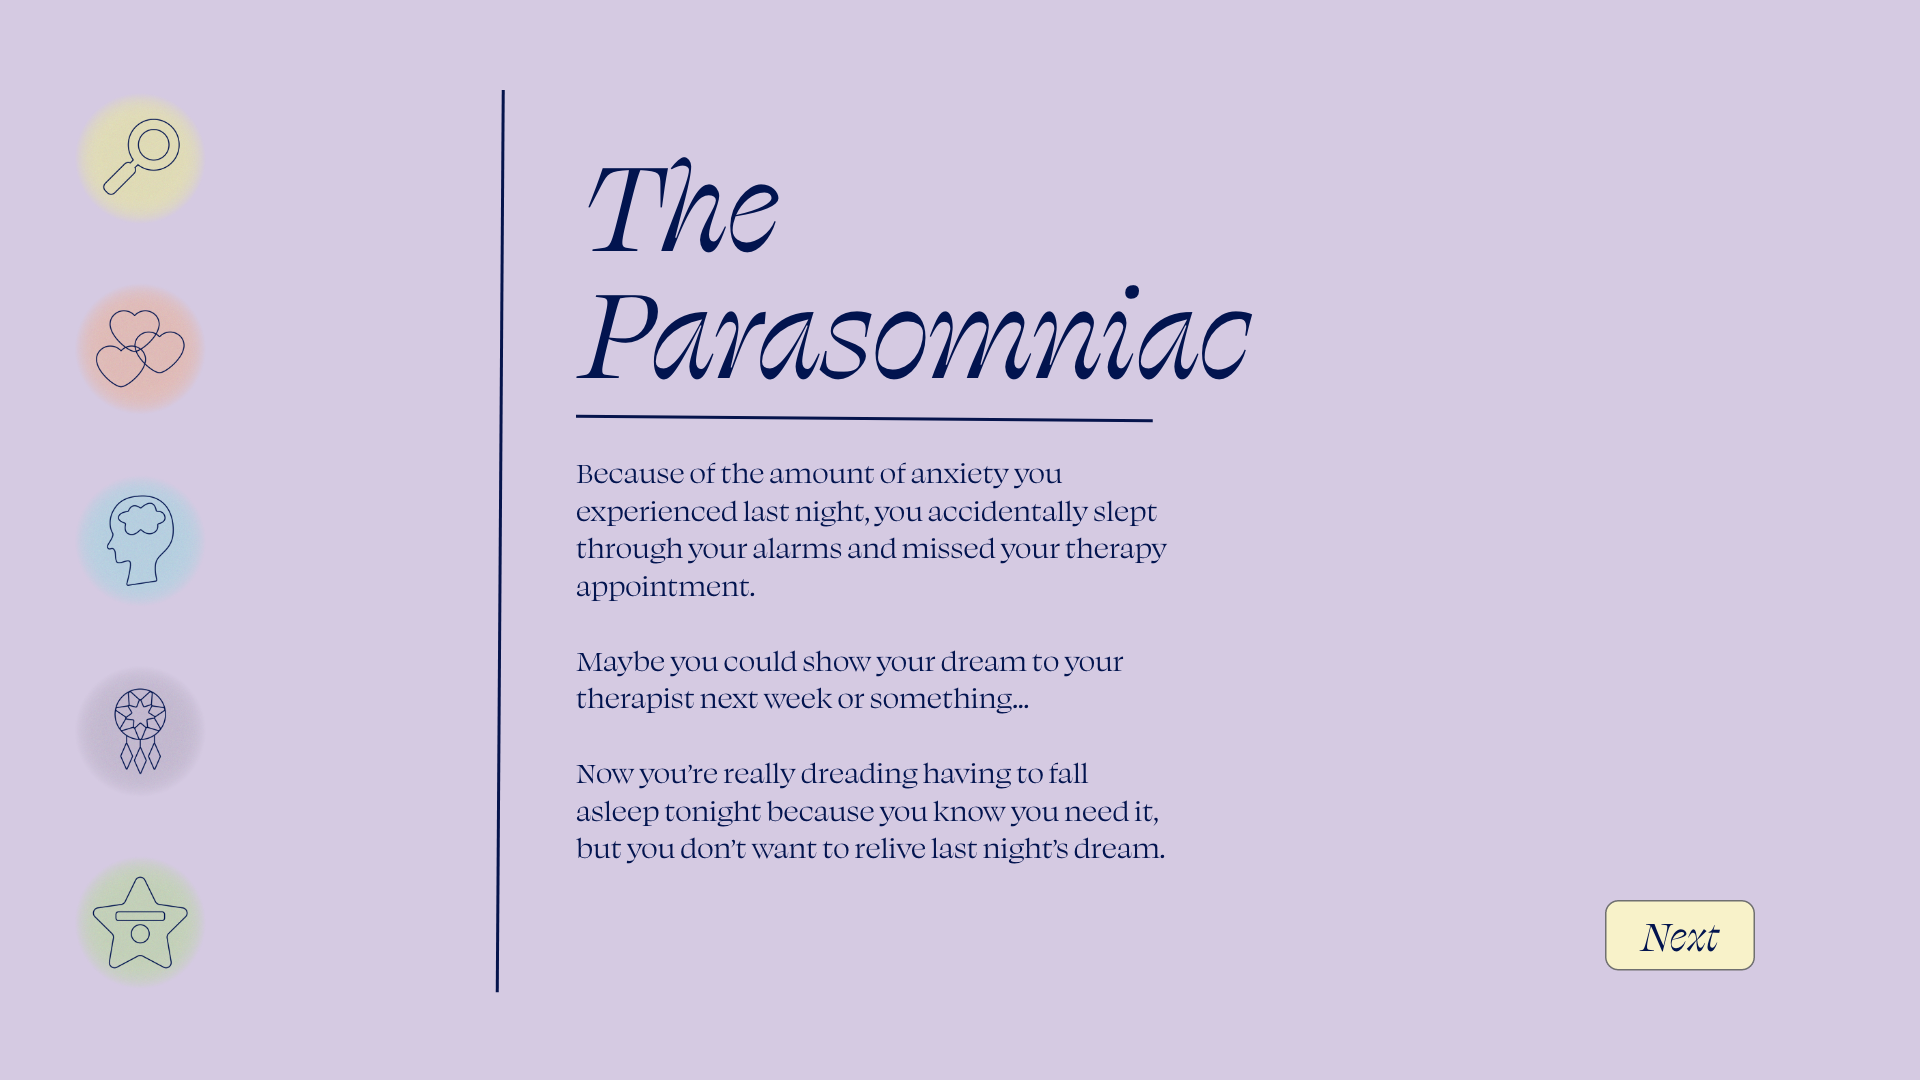 The
Parasomniac
Because of the amount of anxiety you
experienced last night, you accidentally slept
through your alarms and missed your therapy
appointment.
Maybe you could show your dream to your
therapist next week or something...
Now you’re really dreading having to fall
asleep tonight because you know you need it,
but you don’t want to relive last night’s dream.
Next